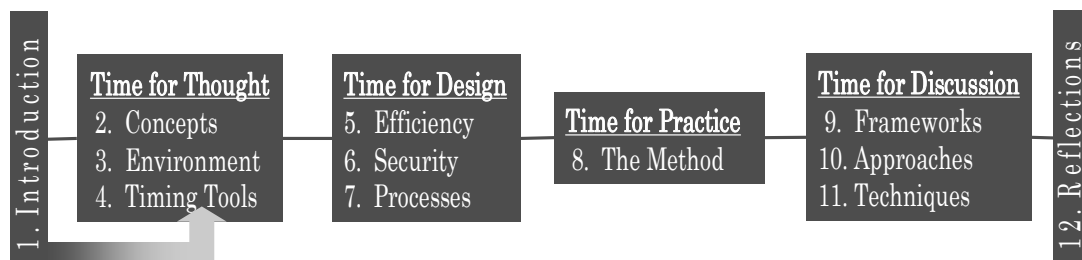 1. Introduction
Time for Thought
2. Concepts
3. Environment
4. Timing Tools
Time for Design
5. Efficiency
6. Security
7. Processes
Time for Practice
8. The Method
Time for Discussion
9. Frameworks
10. Approaches
11. Techniques
12. Reflections